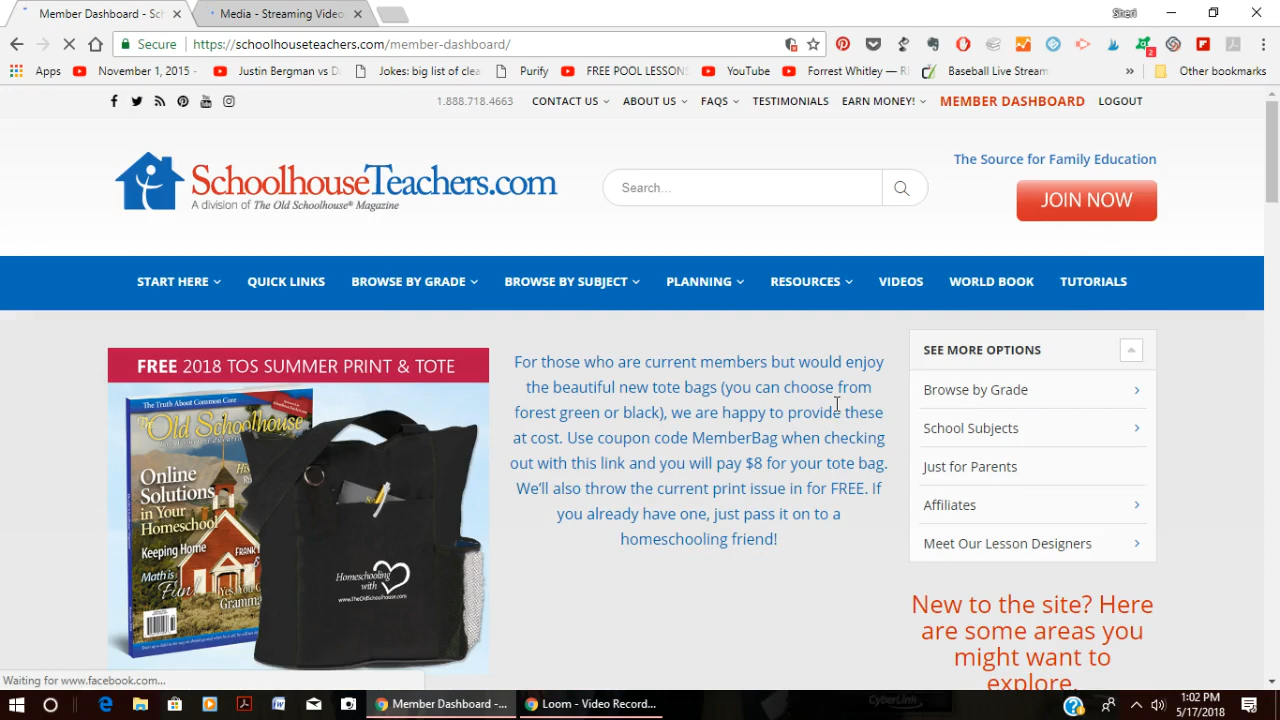 Member Dashboard - Sch
Media - Streaming Video
Sheri
Secure
https://schoolhouseteachers.com/member-dashboard/
2
Apps
November 1, 2015 -
Justin Bergman vs D
Jokes: big list of clea
Purify
FREE POOL LESSONS
YouTube
Forrest Whitley — R
Baseball Live Stream
»
Other bookmarks
1.888.718.4663
CONTACT US
ABOUT US
FAQS
TESTIMONIALS
EARN MONEY!
MEMBER DASHBOARD
LOGOUT
SchoolhouseTeachers.com
A division of The Old Schoolhouse® Magazine
Search...
The Source for Family Education
JOIN NOW
START HERE
QUICK LINKS
BROWSE BY GRADE
BROWSE BY SUBJECT
PLANNING
RESOURCES
VIDEOS
WORLD BOOK
TUTORIALS
FREE 2018 TOS SUMMER PRINT & TOTE
The Truth About Common Core
The Old Schoolhouse
Online
Solutions
in Your
Homeschool
Keeping Home
Math is
Fun!
Homeschooling
with
www.TheOldSchoolhouse.com
For those who are current members but would enjoy
the beautiful new tote bags (you can choose from
forest green or black), we are happy to provide these
at cost. Use coupon code MemberBag when checking
out with this link and you will pay $8 for your tote bag.
We'll also throw the current print issue in for FREE. If
you already have one, just pass it on to a
homeschooling friend!
SEE MORE OPTIONS
Browse by Grade
School Subjects
Just for Parents
Affiliates
Meet Our Lesson Designers
New to the site? Here
are some areas you
might want to
explore.
Waiting for www.facebook.com...
Member Dashboard -...
Loom - Video Record...
CyberLink
1:02 PM
5/17/2018